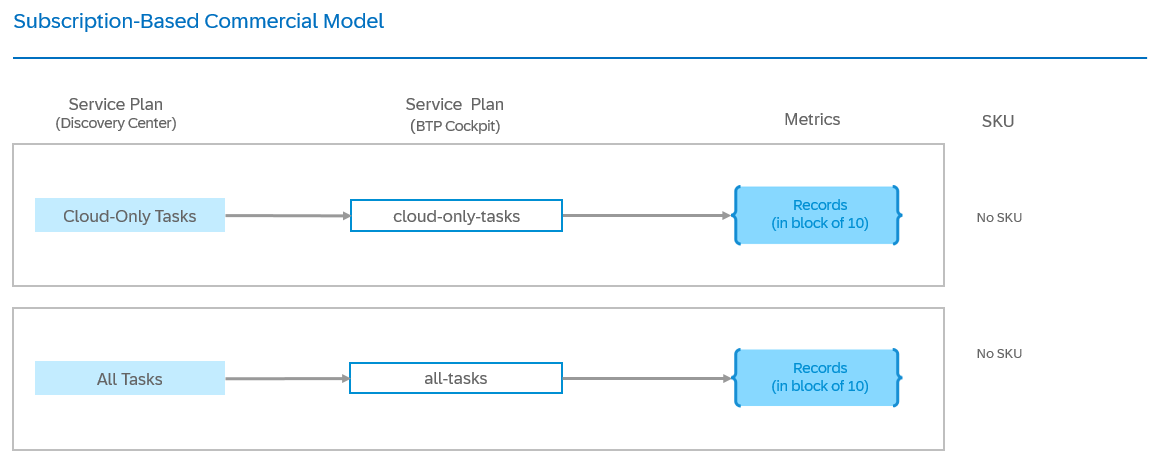 Subscription-Based Commercial Model
Service Plan
(Discovery Center)
Service Plan
(BTP Cockpit)
Metrics
SKU
Cloud-Only Tasks
cloud-only-tasks
Records
(in block of 10)
No SKU
All Tasks
all-tasks
Records
(in block of 10)
No SKU